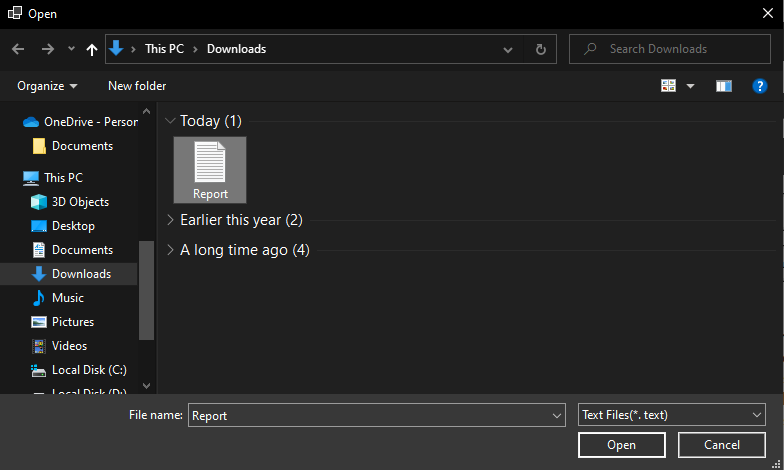 Open
This PC > Downloads
Search Downloads
Organize
New folder
OneDrive - Person
Documents
This PC
3D Objects
Desktop
Documents
Downloads
Music
Pictures
Videos
Local Disk (C:)
Local Disk (D:)
Today (1)
Report
Earlier this year (2)
A long time ago (4)
File name:
Report
Text Files(*. text)
Open
Cancel